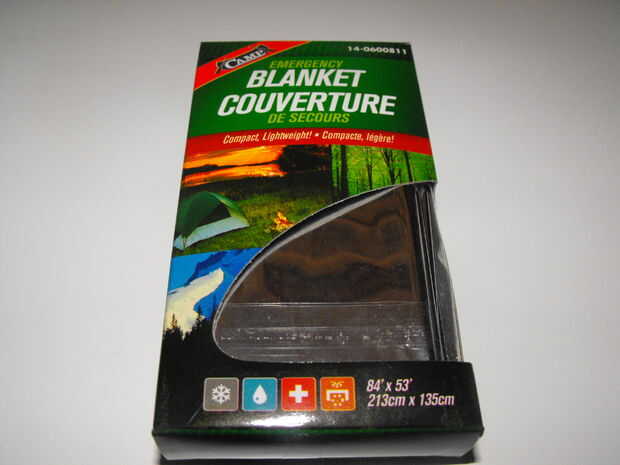 CAMP
14-0600811
EMERGENCY
BLANKET
COUVERTURE
DE SECOURS
Compact, Lightweight! • Compacte, légère!
84' x 53'
213cm x 135cm